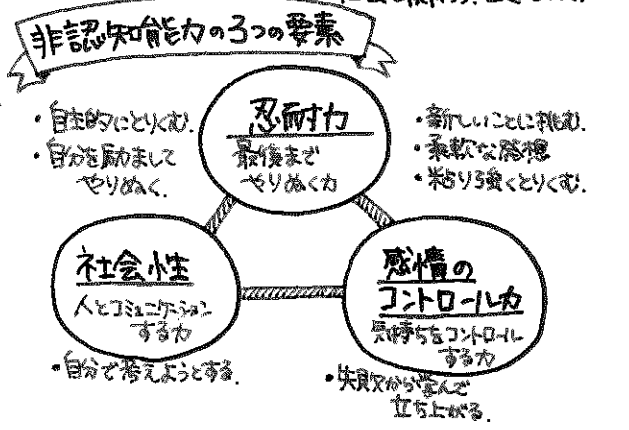 非認知能力の3つの要素
・自主的にとりくむ.
・自分を励まして
やりぬく.
忍耐力
最後まで
やりぬく力
・新しいことに挑む.
・柔軟な発想
・粘り強くとりくむ.
社会性
人とコミュニケーション
する力
・自分で考えようとする.
感情の
コントロール力
気持ちをコントロール
する力
・失敗から学んで
立ち上がる.